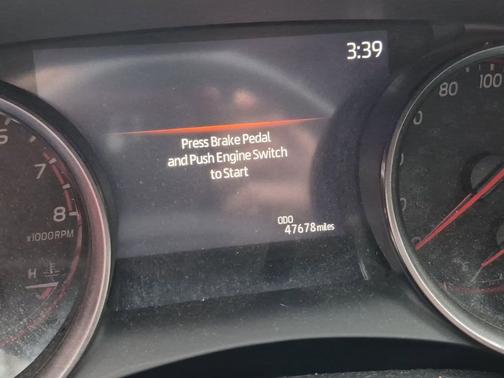 3:39
Press Brake Pedal
and Push Engine Switch
to Start
ODO
47678 miles
6
7
8
x1000RPM
H
80
100